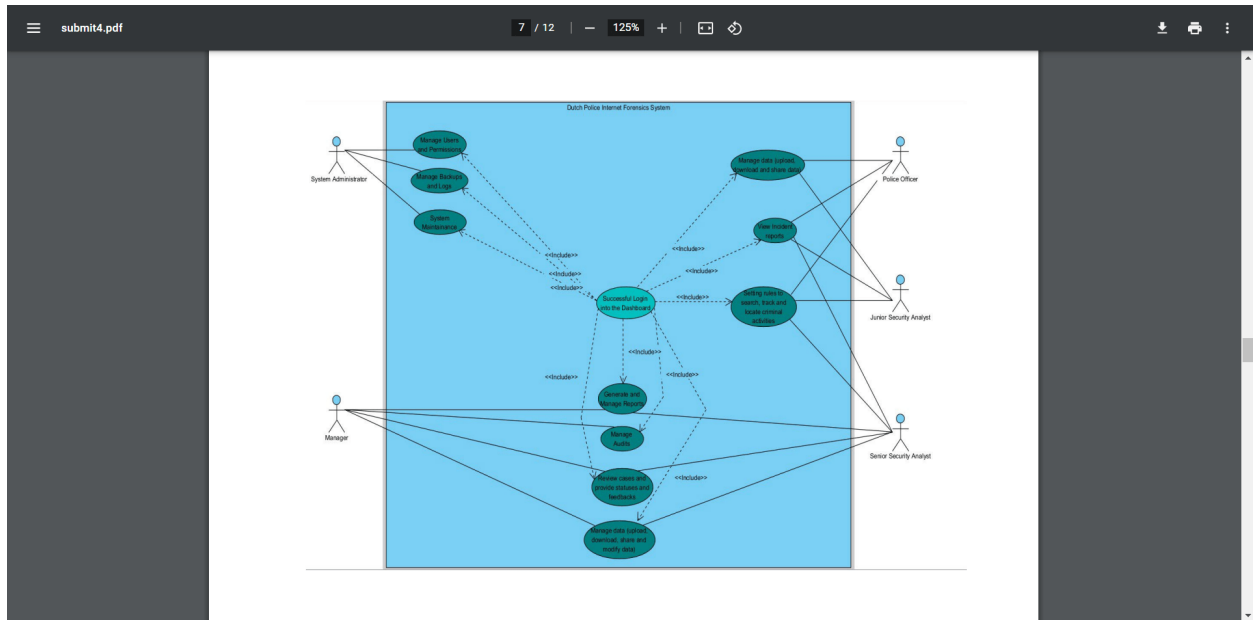 submit4.pdf
7 / 12
125%
Dutch Police Internet Forensics System
Manage Users
and Permissions
System Administrator
Manage Backups
and Logs
System
Maintainance
Manage data (upload,
download and share data)
Police Officer
View incident
reports
<<Include>>
<<Include>>
<<Include>>
<<Include>>
<<Include>>
<<Include>>
Successful Login
into the Dashboard
Setting rules to
search, track and
locate criminal
activities
Junior Security Analyst
<<Include>>
<<Include>>
<<Include>>
Generate and
Manage Reports
Manager
Manage
Audits
Senior Security Analyst
Review cases and
provide statuses and
feedbacks
<<Include>>
Manage data (upload,
download, share and
modify data)